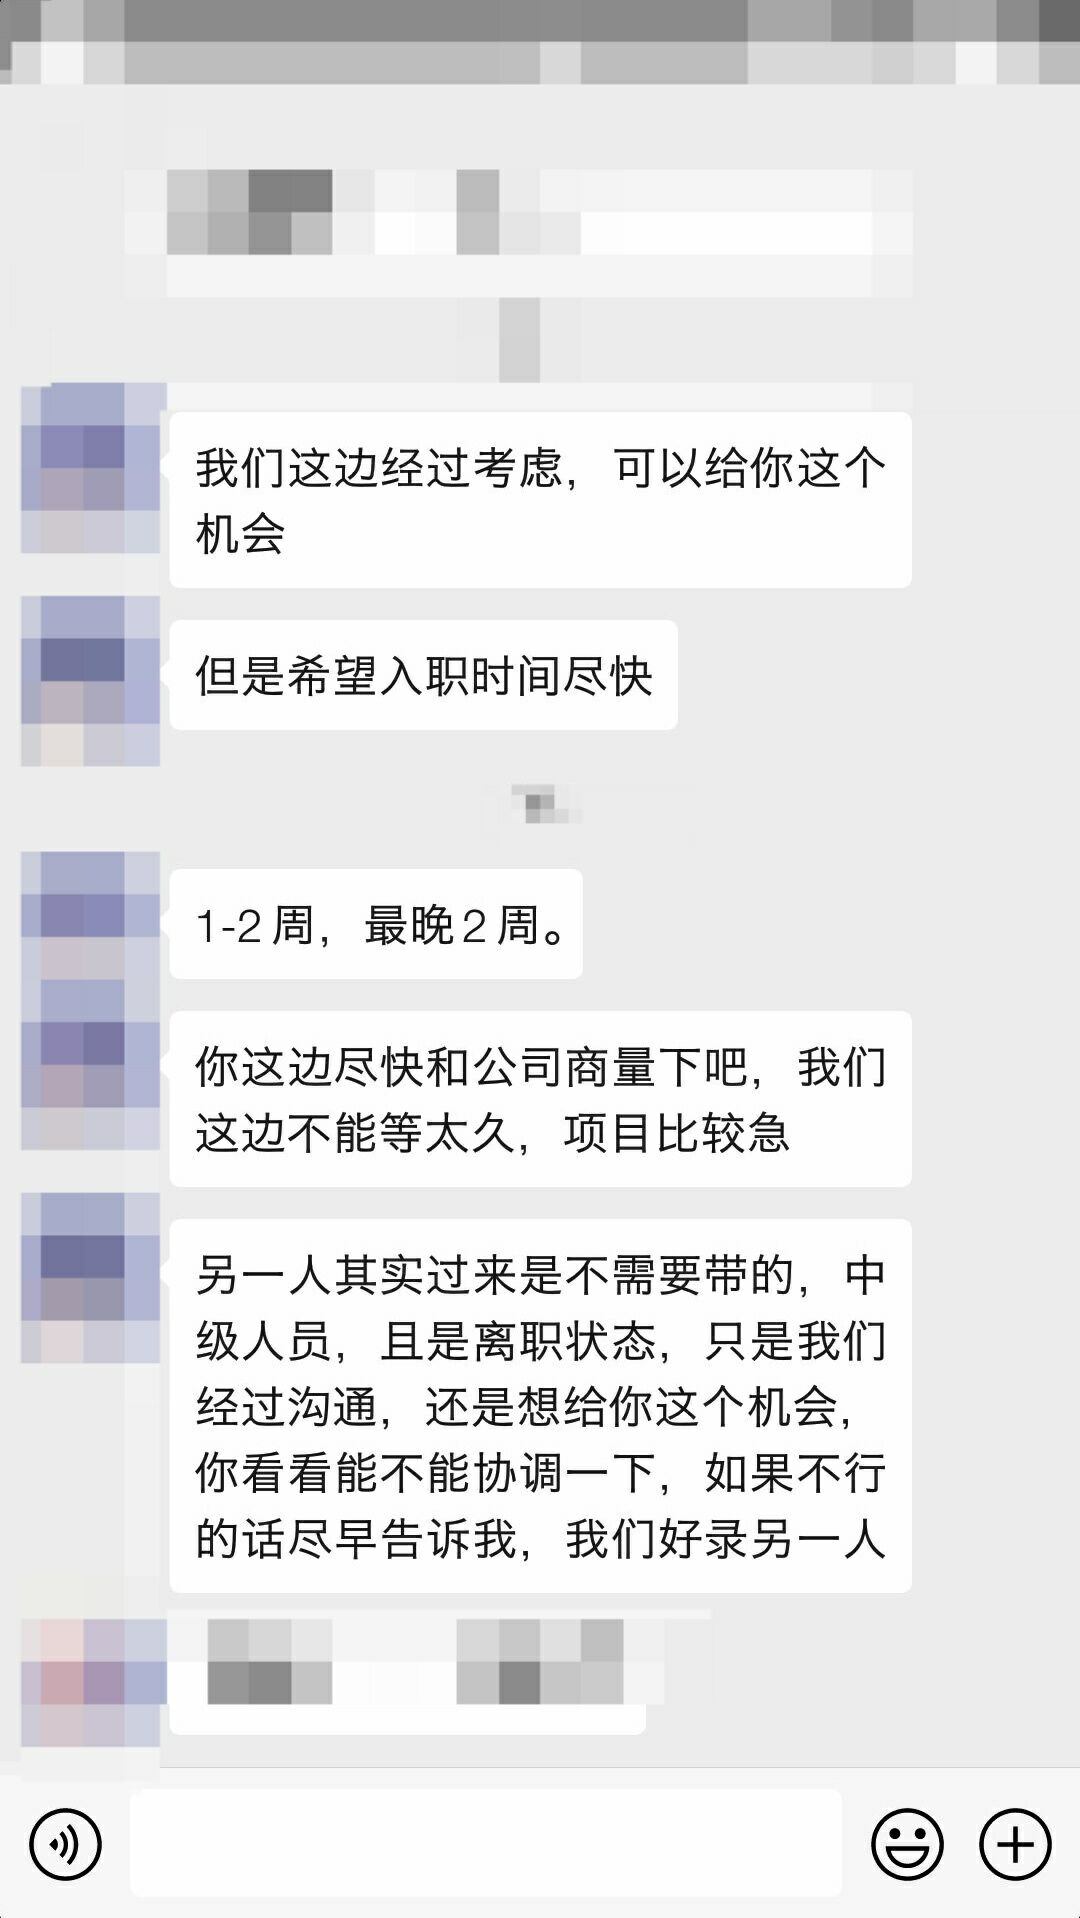 我们这边经过考虑，可以给你这个
机会
但是希望入职时间尽快
1-2周，最晚2周。
你这边尽快和公司商量下吧，我们
这边不能等太久，项目比较急
另一人其实过来是不需要带的，中
级人员，且是离职状态，只是我们
经过沟通，还是想给你这个机会，
你看看能不能协调一下，如果不行
的话尽早告诉我，我们好录另一人